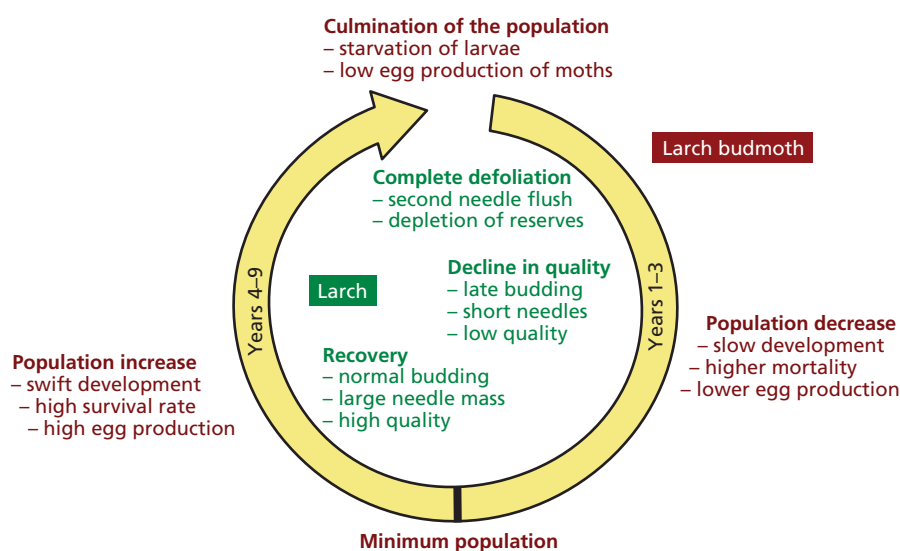 Culmination of the population
– starvation of larvae
– low egg production of moths
Larch budmoth
Complete defoliation
– second needle flush
– depletion of reserves
Decline in quality
– late budding
– short needles
– low quality
Larch
Recovery
– normal budding
– large needle mass
– high quality
Years 4–9
Years 1–3
Population increase
– swift development
– high survival rate
– high egg production
Population decrease
– slow development
– higher mortality
– lower egg production
Minimum population